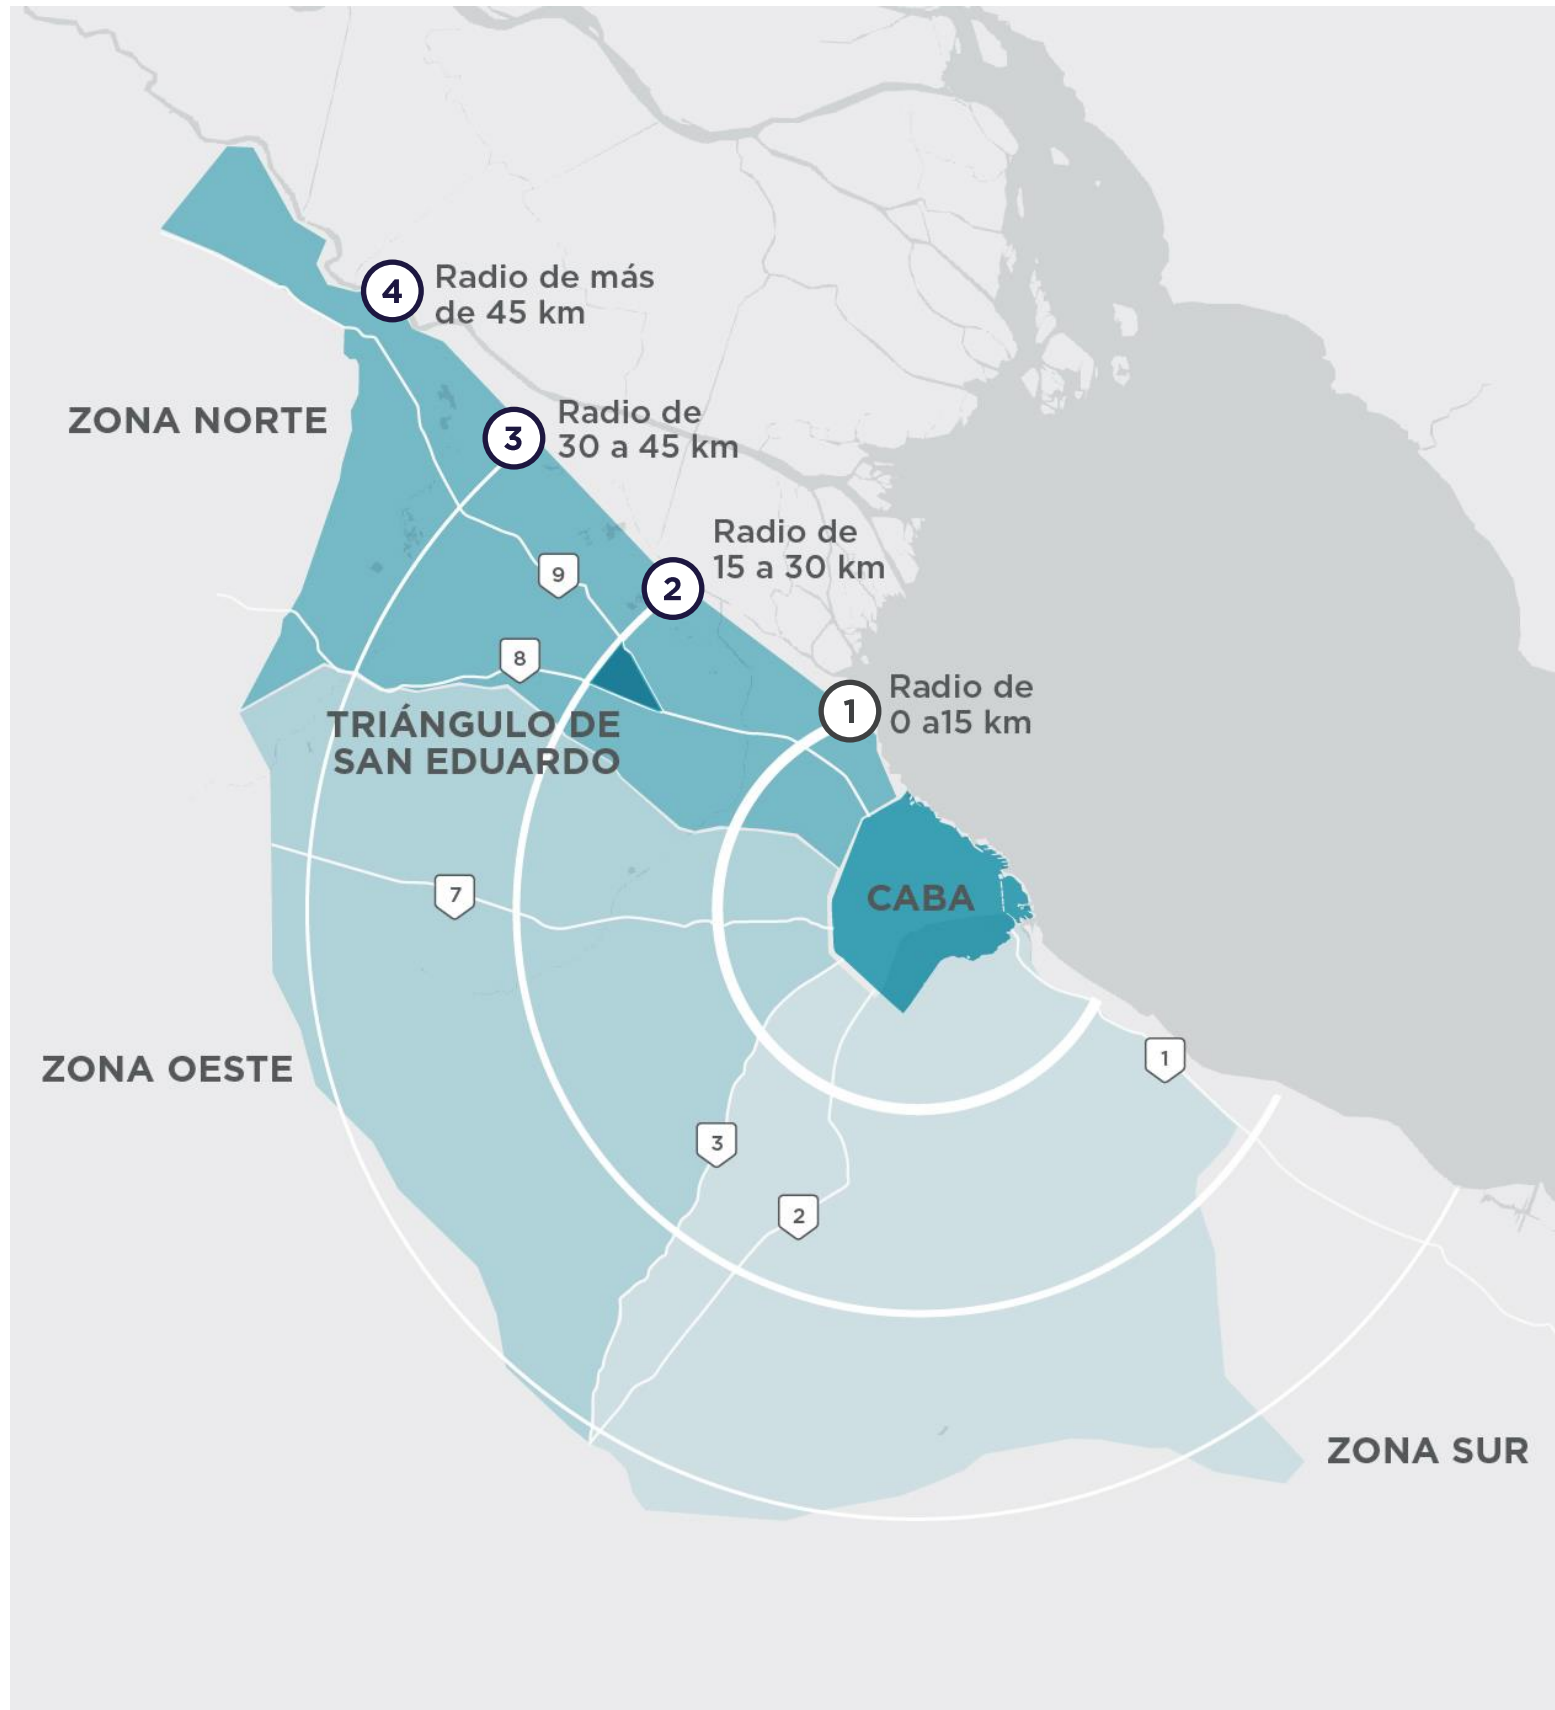 4
Radio de más
de 45 km
ZONA NORTE
3
Radio de
30 a 45 km
Radio de
15 a 30 km
2
9
8
1
Radio de
0 a15 km
TRIÁNGULO DE
SAN EDUARDO
7
CABA
ZONA OESTE
1
3
2
ZONA SUR